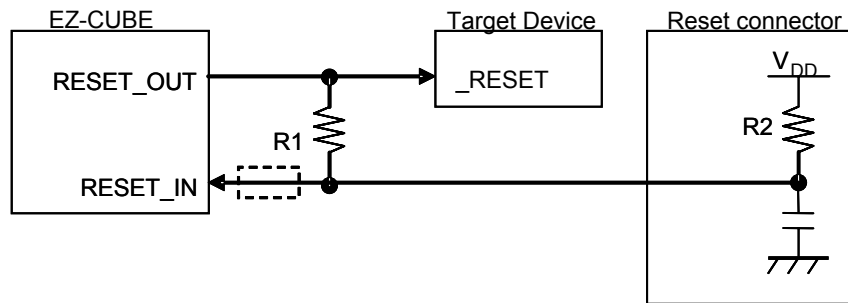 EZ-CUBE
Target Device
Reset connector
RESET_OUT
_RESET
VDD
R1
R2
RESET_IN